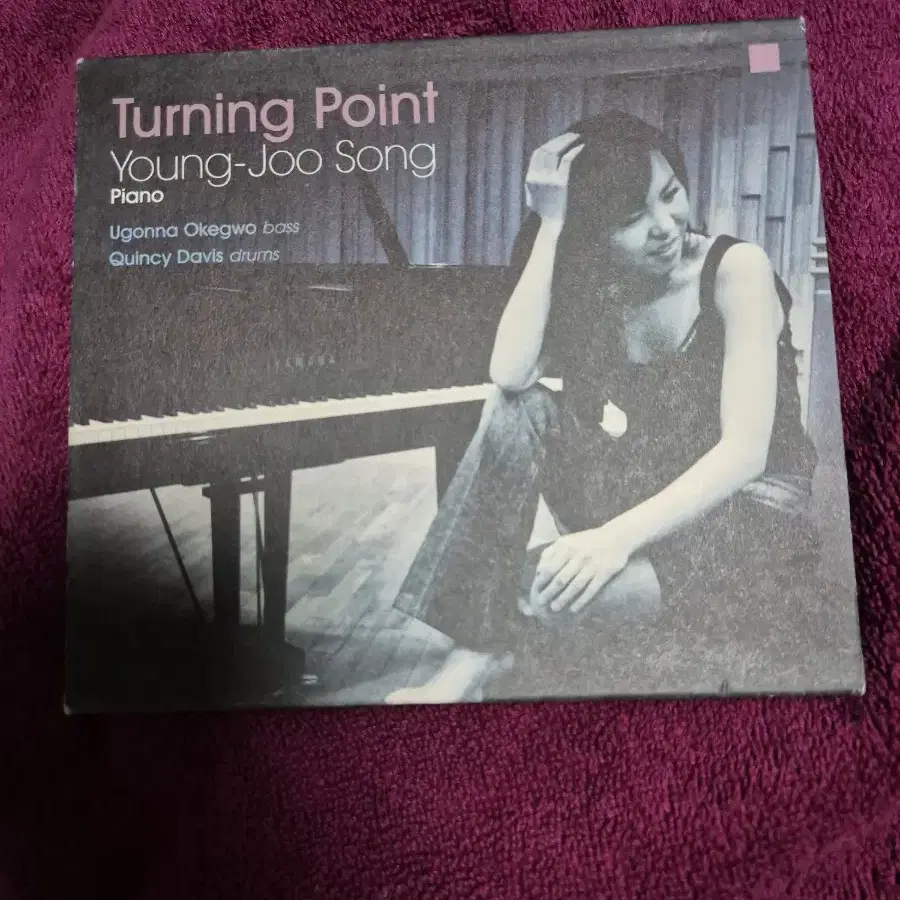 Turning Point
Young-Joo Song
Piano
Ugonna Okegwo bass
Quincy Davis drums
YAMAHA